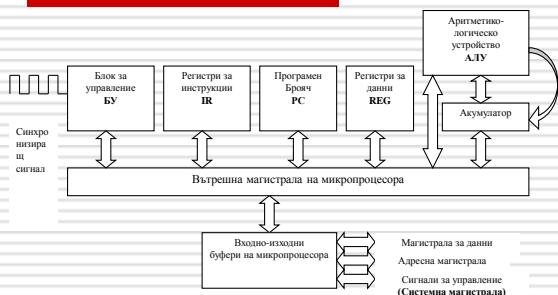 Аритметико-
логическо
устройство
АЛУ
Блок за
управление
БУ
Регистри за
инструкции
IR
Програмен
Брояч
PC
Регистри за
данни
REG
Акумулатор
Синхро
низира
щ
сигнал
Вътрешна магистрала на микропроцесора
Входно-изходни
буфери на микропроцесора
Магистрала за данни
Адресна магистрала
Сигнали за управление
(Системна магистрала)